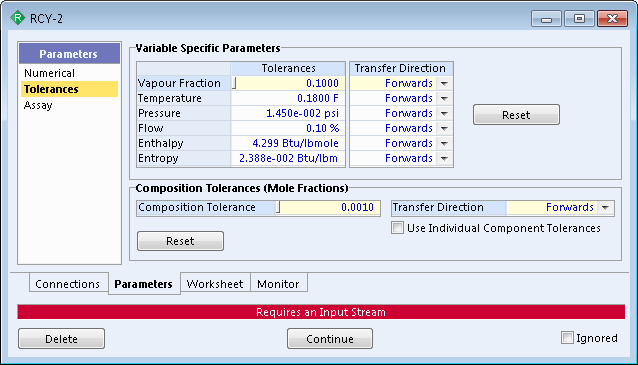 R RCY-2
Parameters
Numerical
Tolerances
Assay
Variable Specific Parameters
Tolerances Transfer Direction
Vapour Fraction 0.1000 Forwards
Temperature 0.1800 F Forwards
Pressure 1.450e-002 psi Forwards
Flow 0.10 % Forwards
Enthalpy 4.299 Btu/lbmole Forwards
Entropy 2.388e-002 Btu/lbm Forwards
Reset
Composition Tolerances (Mole Fractions)
Composition Tolerance 0.0010 Transfer Direction Forwards
Use Individual Component Tolerances
Reset
Connections Parameters Worksheet Monitor
Requires an Input Stream
Delete Continue Ignored